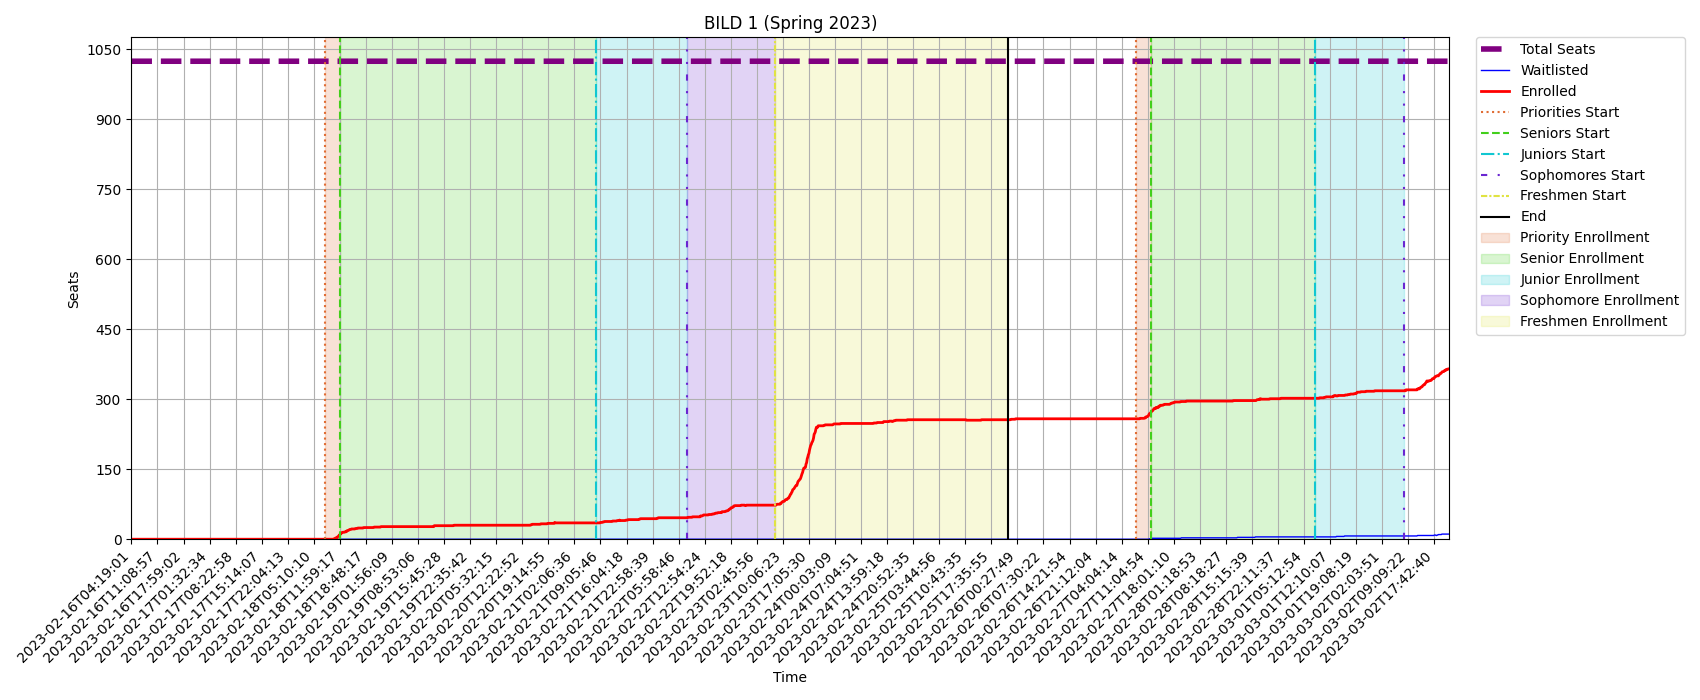 BILD 1 (Spring 2023)
Seats
1050
900
750
600
450
300
150
0
2023-02-16T04:19:01
2023-02-16T11:08:57
2023-02-16T17:59:02
2023-02-17T01:32:34
2023-02-17T08:22:58
2023-02-17T15:14:07
2023-02-17T22:04:13
2023-02-18T05:10:10
2023-02-18T11:59:17
2023-02-18T18:48:17
2023-02-19T01:56:09
2023-02-19T08:53:06
2023-02-19T15:45:28
2023-02-19T22:35:42
2023-02-20T05:32:15
2023-02-20T12:22:52
2023-02-20T19:14:55
2023-02-21T02:06:36
2023-02-21T09:05:46
2023-02-21T16:04:18
2023-02-21T22:58:39
2023-02-22T05:58:46
2023-02-22T12:54:24
2023-02-22T19:52:18
2023-02-23T02:45:56
2023-02-23T10:06:23
2023-02-23T17:05:30
2023-02-24T00:03:09
2023-02-24T07:04:51
2023-02-24T13:59:18
2023-02-24T20:52:35
2023-02-25T03:44:56
2023-02-25T10:43:35
2023-02-25T17:35:55
2023-02-26T00:27:49
2023-02-26T07:30:22
2023-02-26T14:21:54
2023-02-26T21:12:04
2023-02-27T04:04:14
2023-02-27T11:04:54
2023-02-27T18:01:10
2023-02-28T01:18:53
2023-02-28T08:18:27
2023-02-28T15:15:39
2023-02-28T22:11:37
2023-03-01T05:12:54
2023-03-01T12:10:07
2023-03-01T19:08:19
2023-03-02T02:03:51
2023-03-02T09:09:22
2023-03-02T17:42:40
Time
Total Seats
Waitlisted
Enrolled
Priorities Start
Seniors Start
Juniors Start
Sophomores Start
Freshmen Start
End
Priority Enrollment
Senior Enrollment
Junior Enrollment
Sophomore Enrollment
Freshmen Enrollment